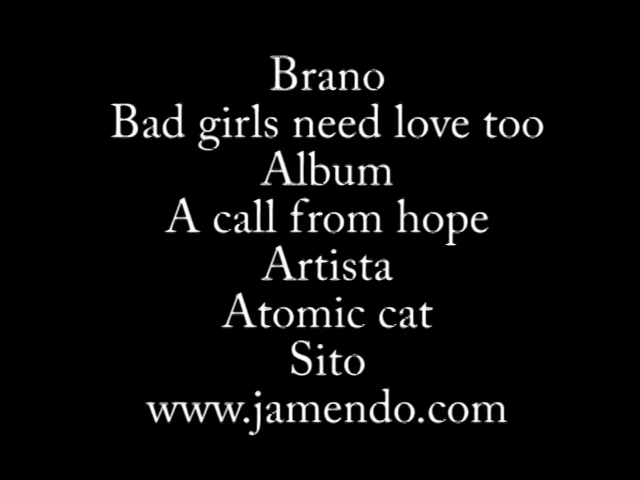 Brano
Bad girls need love too
Album
A call from hope
Artista
Atomic cat
Sito
www.jamendo.com